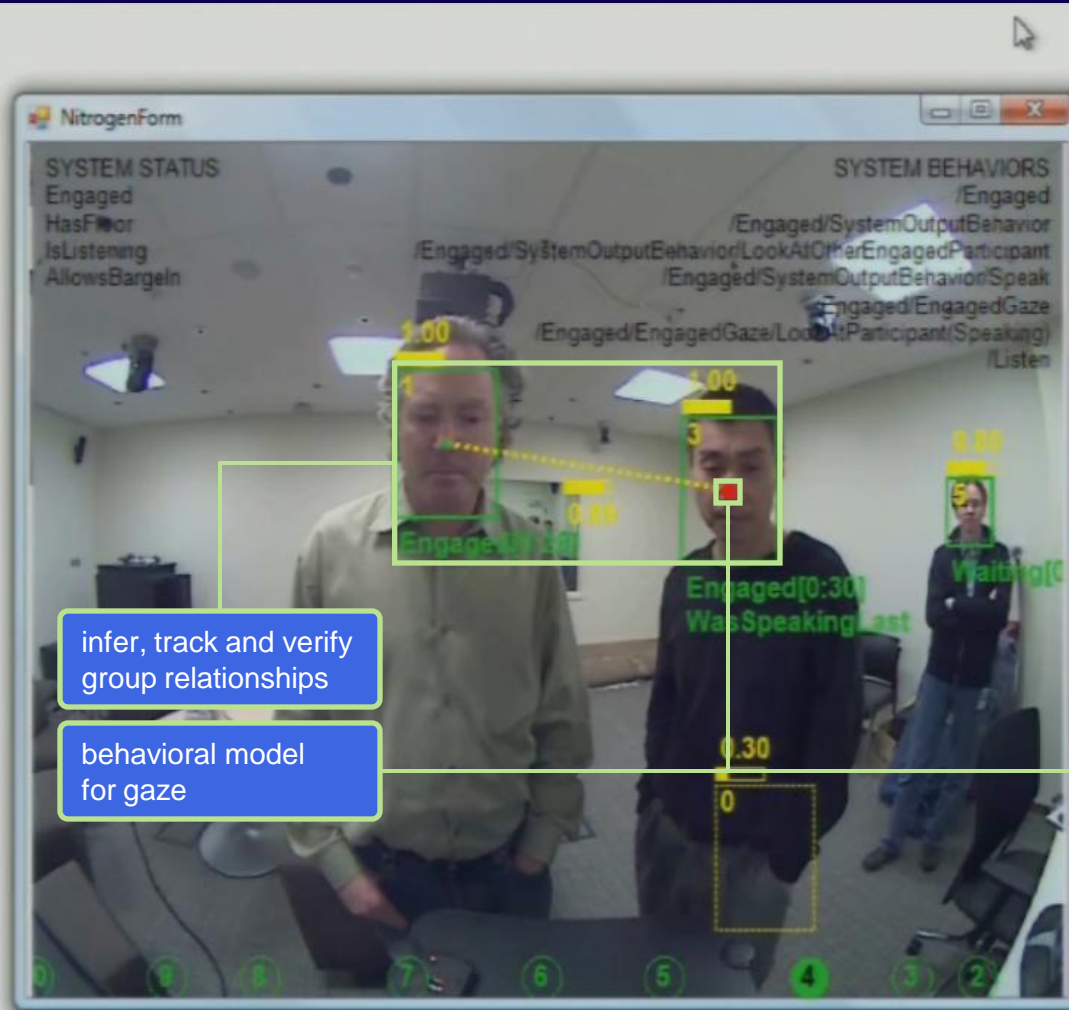 NitrogenForm
SYSTEM STATUS
Engaged
HasFloor
IsListening
AllowsBargeIn
SYSTEM BEHAVIORS
/Engaged
/Engaged/SystemOutputBehavior
/Engaged/SystemOutputBehavior/LookAtOtherEngagedParticipant
/Engaged/SystemOutputBehavior/Speak
/Engaged/EngagedGaze
/Engaged/EngagedGaze/LookAtParticipant(Speaking)
/Listen
1.00
1
1.00
3
5
Engaged[0:30]
WasSpeakingLast
Waiting[0
infer, track and verify
group relationships
behavioral model
for gaze
0.30
0
0 9 8 7 6 5 4 3 2